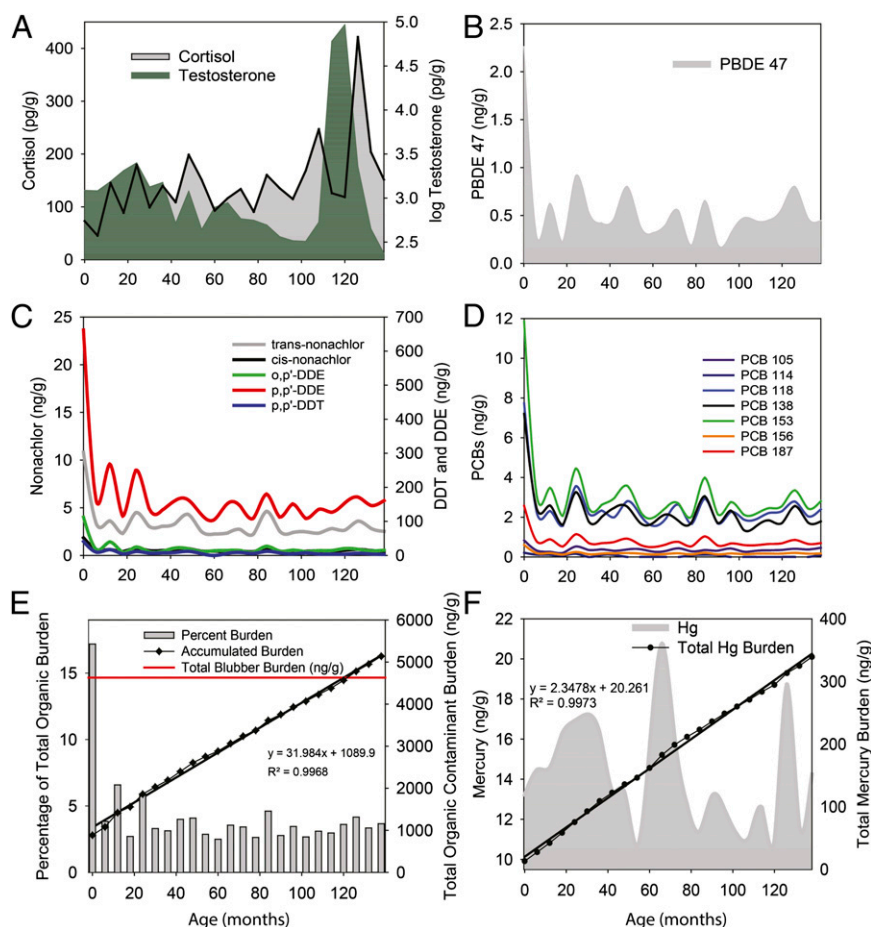 A
Cortisol (pg/g)
400
300
200
100
0
Cortisol
Testosterone
5.0
4.5
4.0
3.5
3.0
2.5
log Testosterone (pg/g)
0 20 40 60 80 100 120
B
PBDE 47 (ng/g)
2.5
2.0
1.5
1.0
0.5
0.0
PBDE 47
0 20 40 60 80 100 120
C
Nonachlor (ng/g)
25
20
15
10
5
0
trans-nonachlor
cis-nonachlor
o,p'-DDE
p,p'-DDE
p,p'-DDT
700
600
500
400
300
200
100
0
DDT and DDE (ng/g)
0 20 40 60 80 100 120
D
PCBs (ng/g)
12
10
8
6
4
2
0
PCB 105
PCB 114
PCB 118
PCB 138
PCB 153
PCB 156
PCB 187
0 20 40 60 80 100 120
E
Percentage of Total Organic Burden
15
10
5
0
Percent Burden
Accumulated Burden
Total Blubber Burden (ng/g)
y = 31.984x + 1089.9
R² = 0.9968
6000
5000
4000
3000
2000
1000
0
Total Organic Contaminant Burden (ng/g)
0 20 40 60 80 100 120
Age (months)
F
Mercury (ng/g)
22
20
18
16
14
12
10
Hg
Total Hg Burden
y = 2.3478x + 20.261
R² = 0.9973
400
300
200
100
0
Total Mercury Burden (ng/g)
0 20 40 60 80 100 120
Age (months)